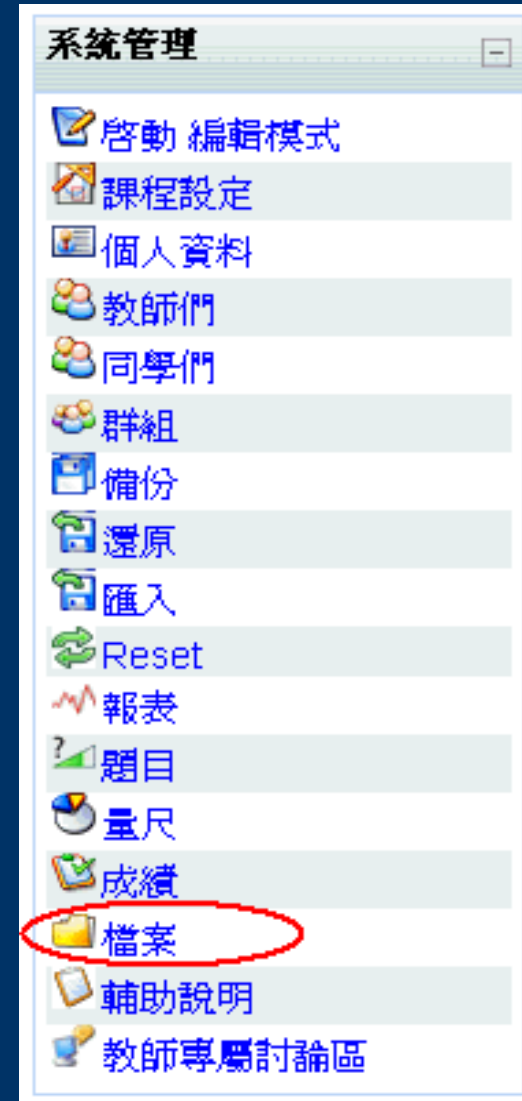 系統管理
啓動 編輯模式
課程設定
個人資料
教師們
同學們
群組
備份
還原
匯入
Reset
報表
題目
量尺
成績
檔案
輔助說明
教師專屬討論區